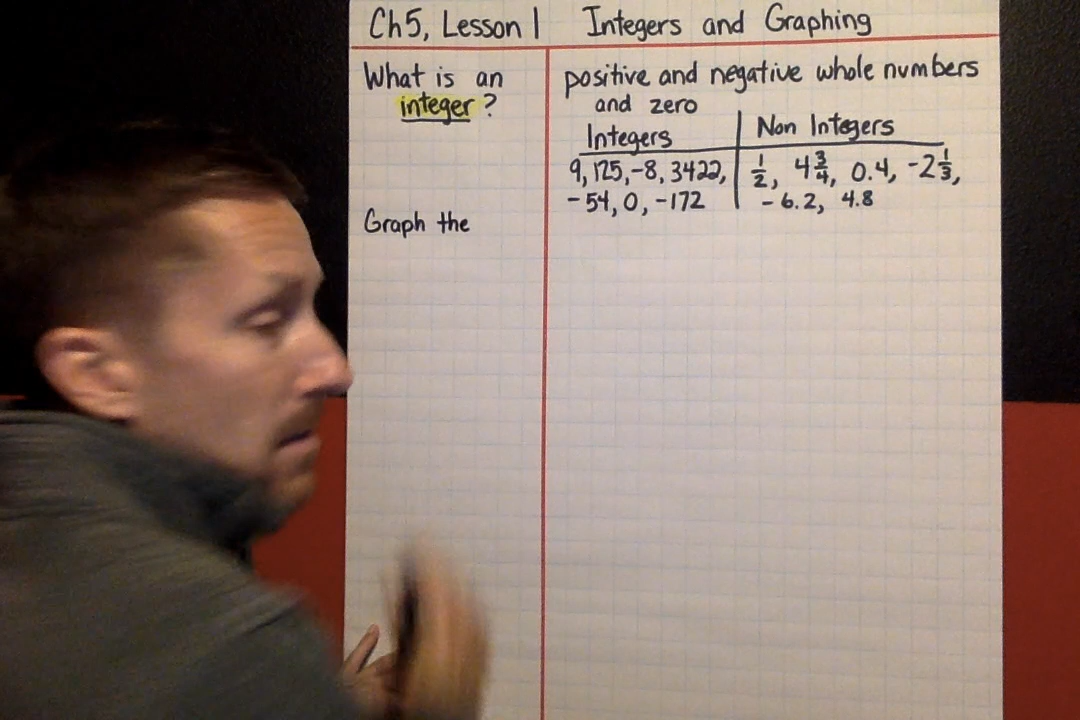 Ch5, Lesson 1 Integers and Graphing
What is an
integer?
positive and negative whole numbers
and zero
Integers
9, 125, -8, 3422,
-54, 0, -172
Non Integers
1/2, 4 3/4, 0.4, -2 1/3,
-6.2, 4.8
Graph the